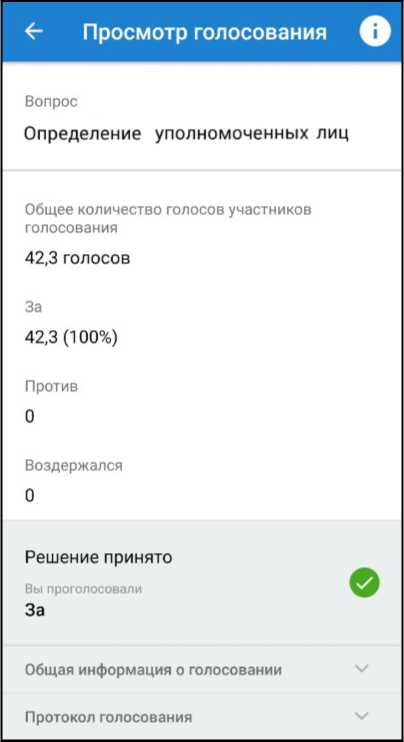 Просмотр голосования
Вопрос
Определение уполномоченных лиц
Общее количество голосов участников
голосования
42,3 голосов
За
42,3 (100%)
Против
0
Воздержался
0
Решение принято
Вы проголосовали
За
Общая информация о голосовании
Протокол голосования